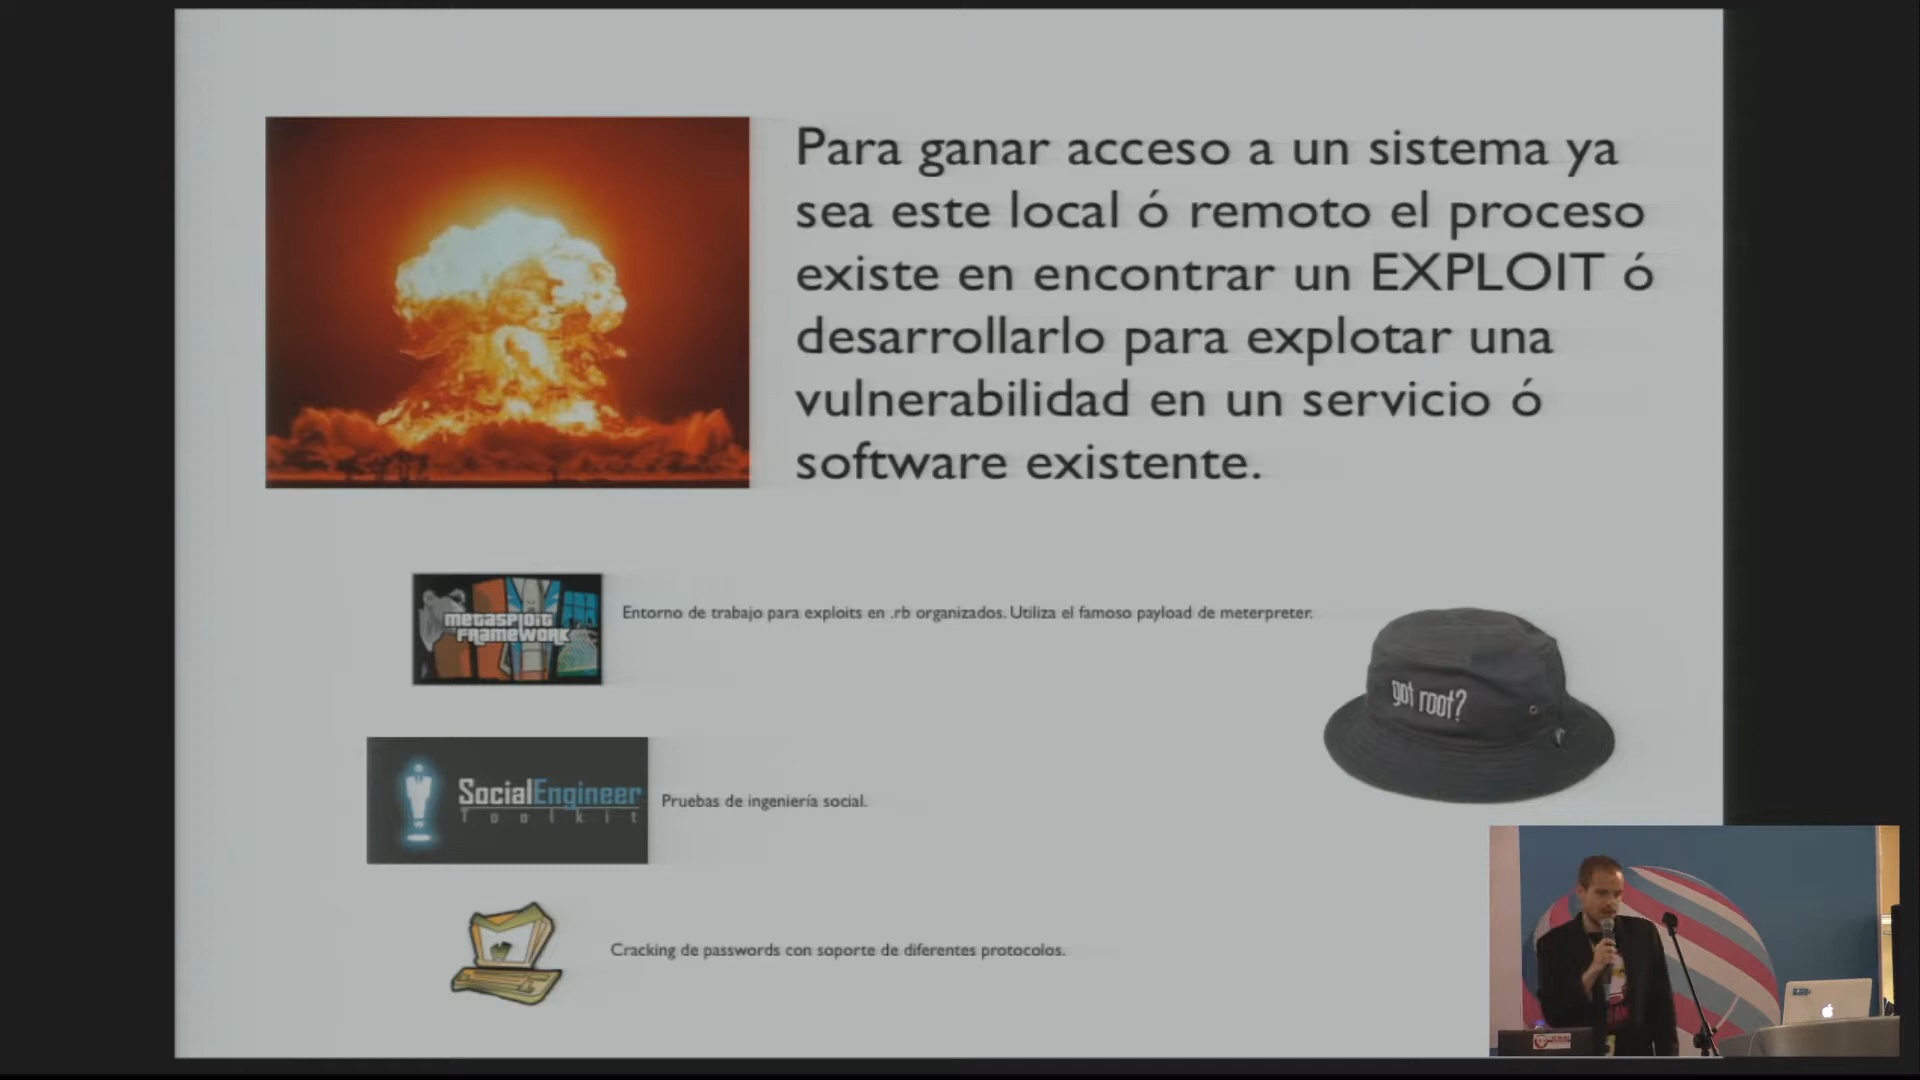 Para ganar acceso a un sistema ya
sea este local ó remoto el proceso
existe en encontrar un EXPLOIT ó
desarrollarlo para explotar una
vulnerabilidad en un servicio ó
software existente.
metasploit
FRAMEWORK
Entorno de trabajo para exploits en .rb organizados. Utiliza el famoso payload de meterpreter.
got root?
SocialEngineer
Toolkit
Pruebas de ingeniería social.
Cracking de passwords con soporte de diferentes protocolos.